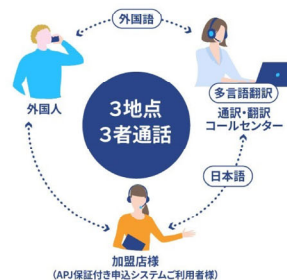 外国語
外国人
多言語翻訳
通訳・翻訳
コールセンター
3地点
3者通話
日本語
加盟店様
（APJ保証付き申込システムご利用者様）